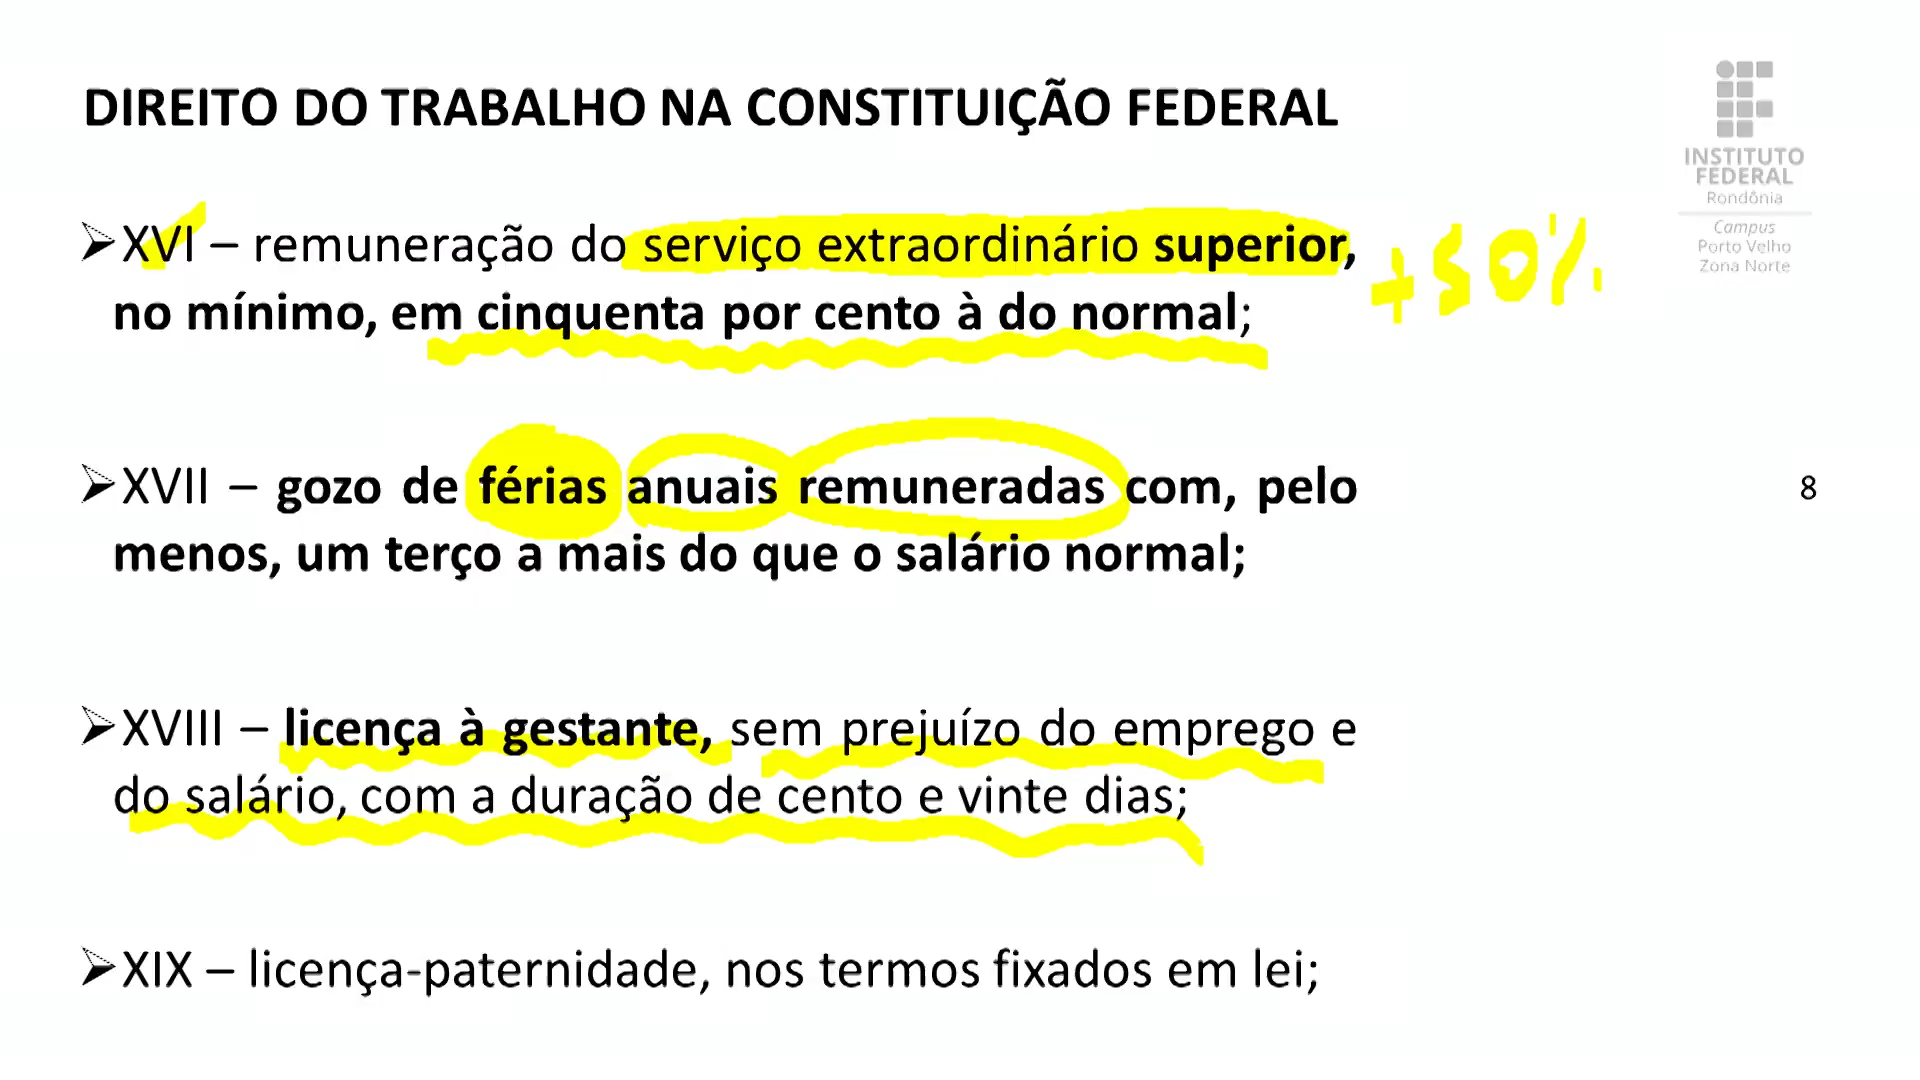 DIREITO DO TRABALHO NA CONSTITUIÇÃO FEDERAL
INSTITUTO
FEDERAL
Rondônia
Campus
Porto Velho
Zona Norte
➢XVI – remuneração do serviço extraordinário superior,
no mínimo, em cinquenta por cento à do normal;
+50%
➢XVII – gozo de férias anuais remuneradas com, pelo
menos, um terço a mais do que o salário normal;
8
➢XVIII – licença à gestante, sem prejuízo do emprego e
do salário, com a duração de cento e vinte dias;
➢XIX – licença-paternidade, nos termos fixados em lei;